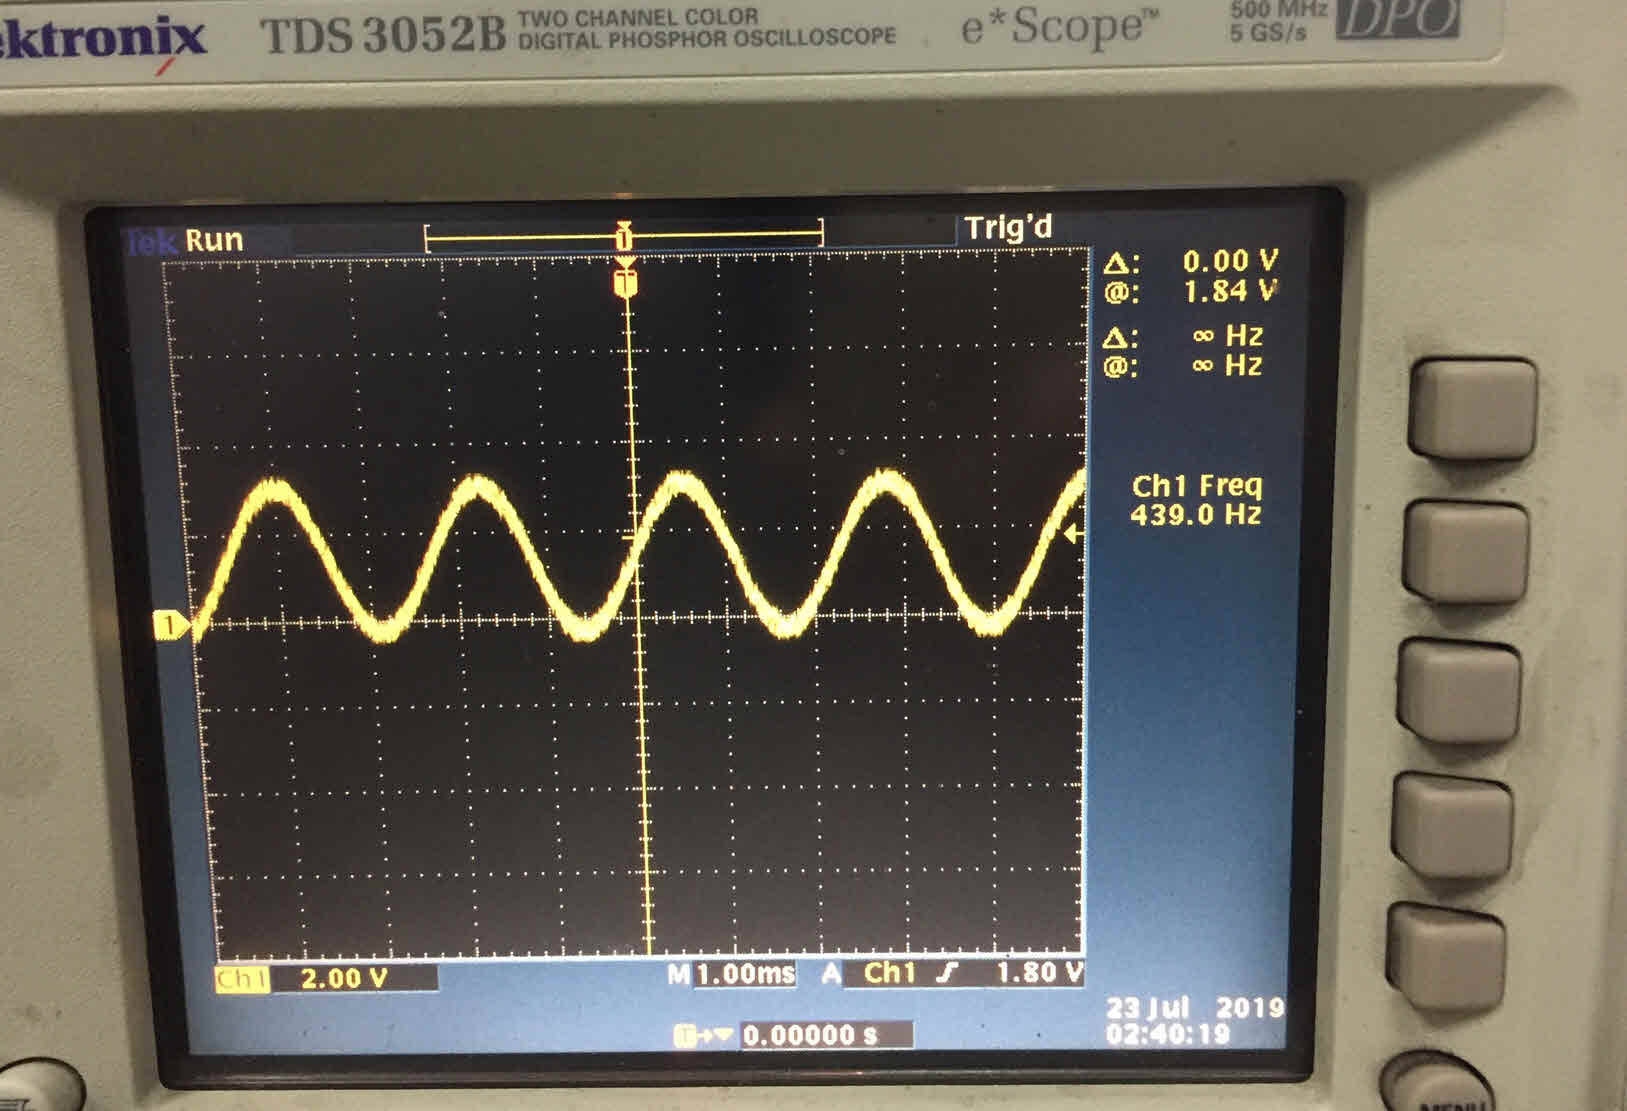 ektronix TDS 3052B TWO CHANNEL COLOR
DIGITAL PHOSPHOR OSCILLOSCOPE
e*Scope™
500 MHz
5 GS/s
DPO
Tek Run
T
Trig'd
T
Δ: 0.00 V
@: 1.84 V
Δ: ∞ Hz
@: ∞ Hz
Ch1 Freq
439.0 Hz
1
Ch1 2.00 V M 1.00ms A Ch1 ƒ 1.80 V
T→▼ 0.00000 s
23 Jul 2019
02:40:19
MENU